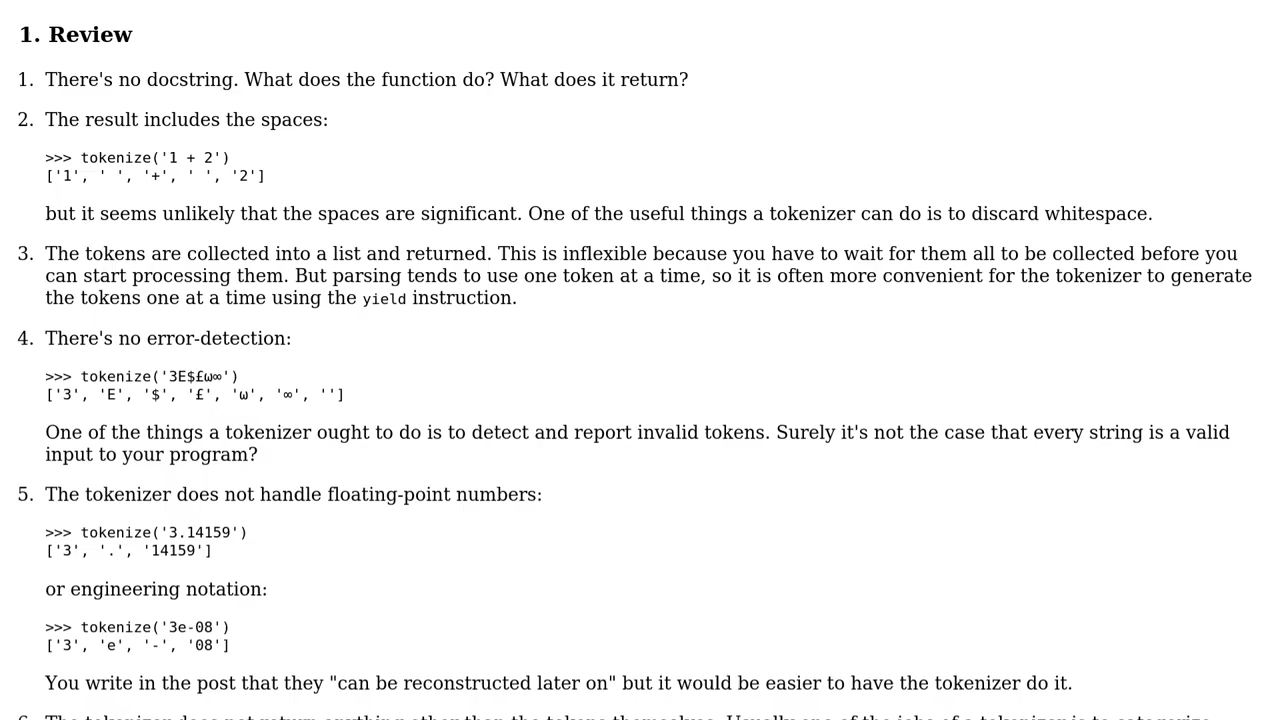 1. Review
1. There's no docstring. What does the function do? What does it return?
2. The result includes the spaces:
>>> tokenize('1 + 2')
['1', ' ', '+', ' ', '2']
but it seems unlikely that the spaces are significant. One of the useful things a tokenizer can do is to discard whitespace.
3. The tokens are collected into a list and returned. This is inflexible because you have to wait for them all to be collected before you
can start processing them. But parsing tends to use one token at a time, so it is often more convenient for the tokenizer to generate
the tokens one at a time using the yield instruction.
4. There's no error-detection:
>>> tokenize('3E$£ω∞')
['3', 'E', '$', '£', 'ω', '∞', '']
One of the things a tokenizer ought to do is to detect and report invalid tokens. Surely it's not the case that every string is a valid
input to your program?
5. The tokenizer does not handle floating-point numbers:
>>> tokenize('3.14159')
['3', '.', '14159']
or engineering notation:
>>> tokenize('3e-08')
['3', 'e', '-', '08']
You write in the post that they "can be reconstructed later on" but it would be easier to have the tokenizer do it.